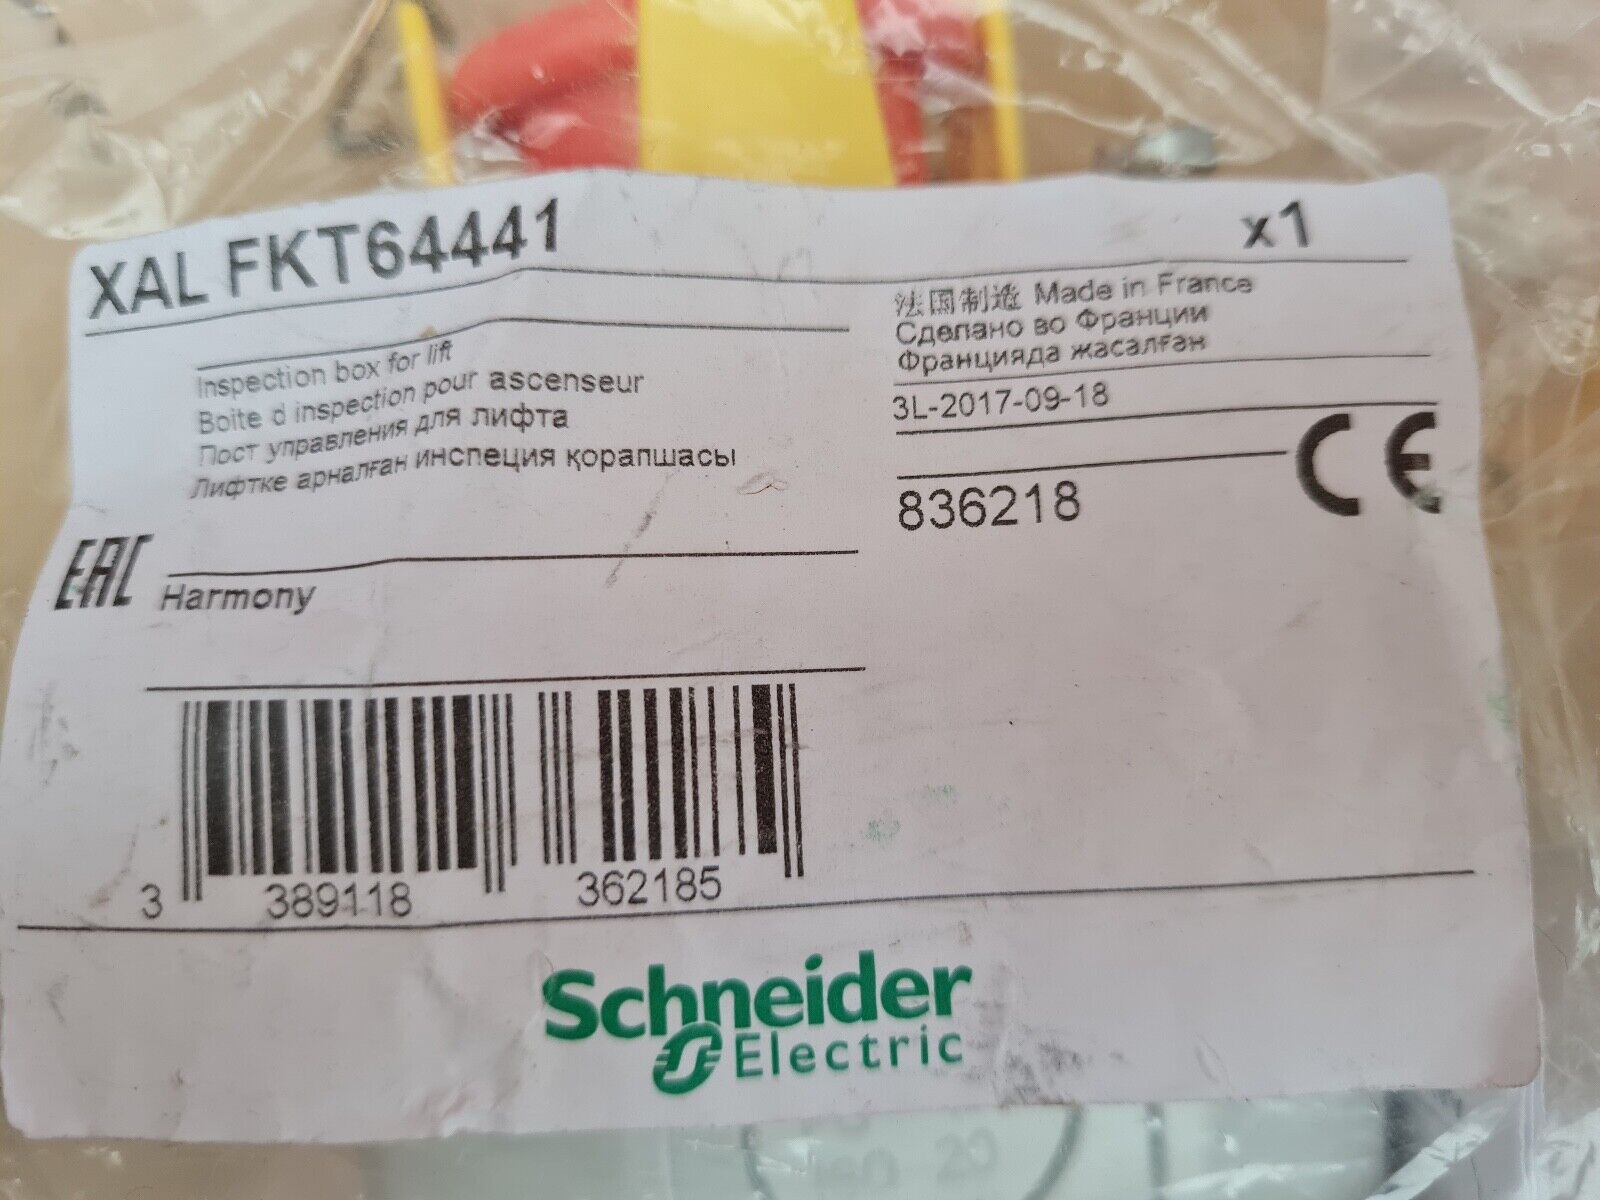 XAL FKT64441
x1
Inspection box for lift
Boite d inspection pour ascenseur
Пост управления для лифта
Лифтке арналған инспеция қорапшасы
法国制造 Made in France
Сделано во Франции
Францияда жасалған
3L-2017-09-18
836218
CE
EAC
Harmony
3 389118 362185
Schneider
Electric
20